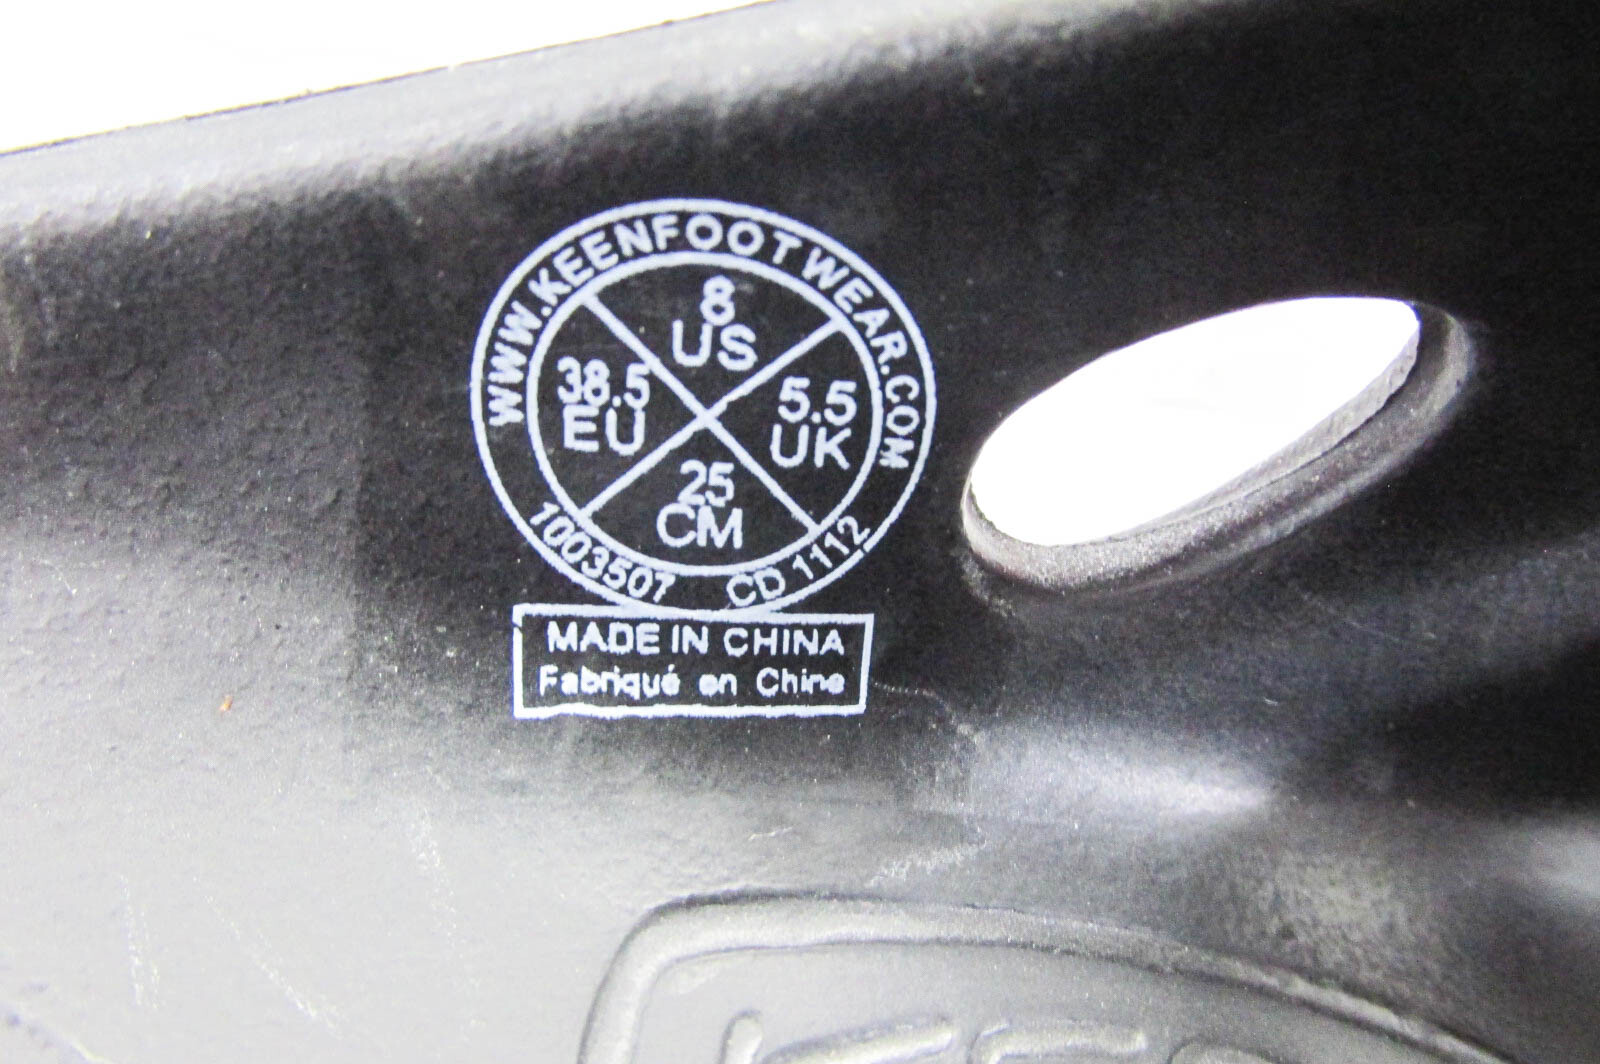 WWW.KEENFOOTWEAR.COM
8
US
38.5
EU
5.5
UK
25
CM
1003507 CD 1112
MADE IN CHINA
Fabriqué en Chine